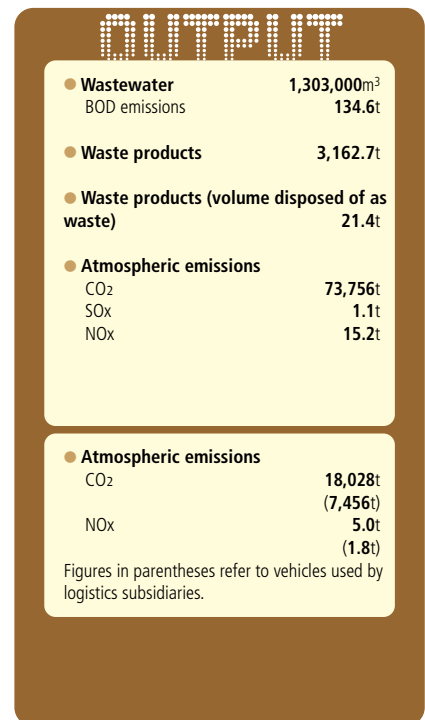 OUTPUT
● Wastewater 1,303,000m³
BOD emissions 134.6t
● Waste products 3,162.7t
● Waste products (volume disposed of as
waste) 21.4t
● Atmospheric emissions
CO₂ 73,756t
SOx 1.1t
NOx 15.2t
● Atmospheric emissions
CO₂ 18,028t
(7,456t)
NOx 5.0t
(1.8t)
Figures in parentheses refer to vehicles used by
logistics subsidiaries.